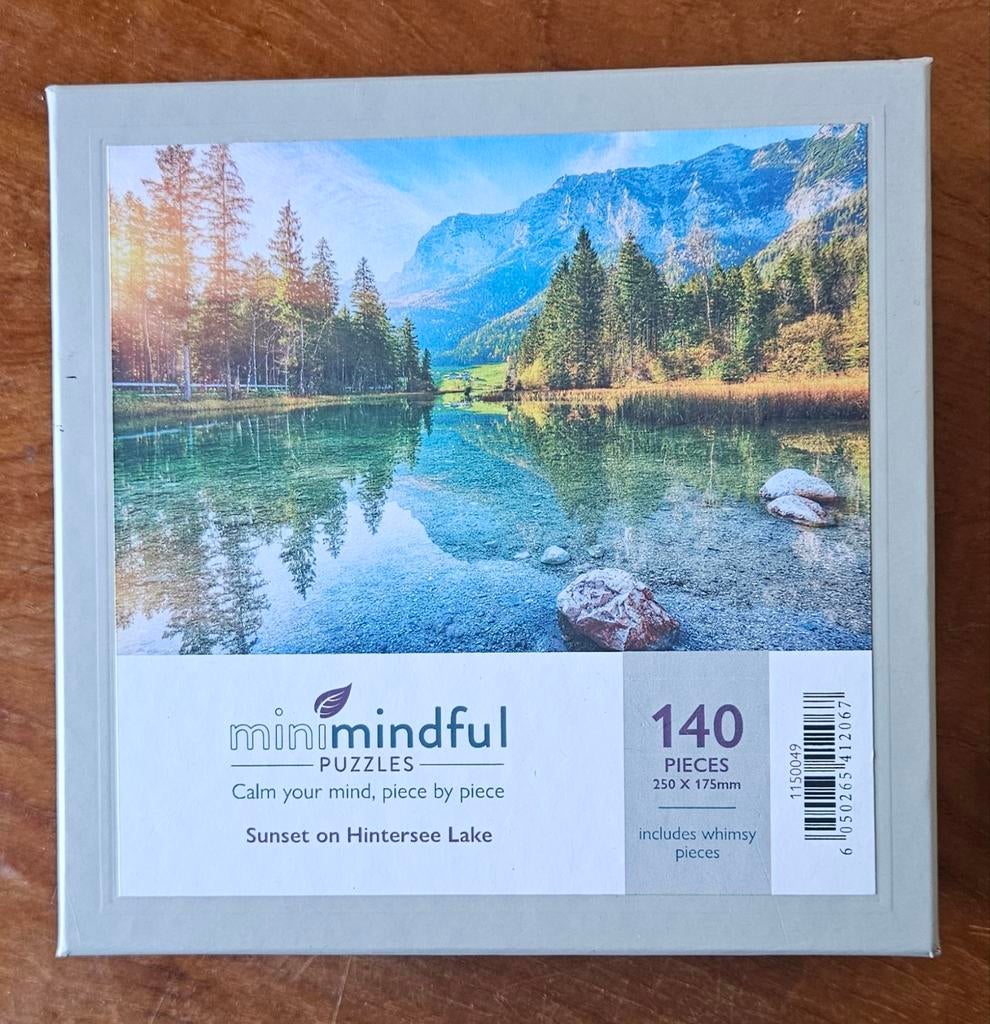 minimindful
PUZZLES
Calm your mind, piece by piece
Sunset on Hintersee Lake
140
PIECES
250 X 175mm
includes whimsy
pieces
1150049
6 050265 412067